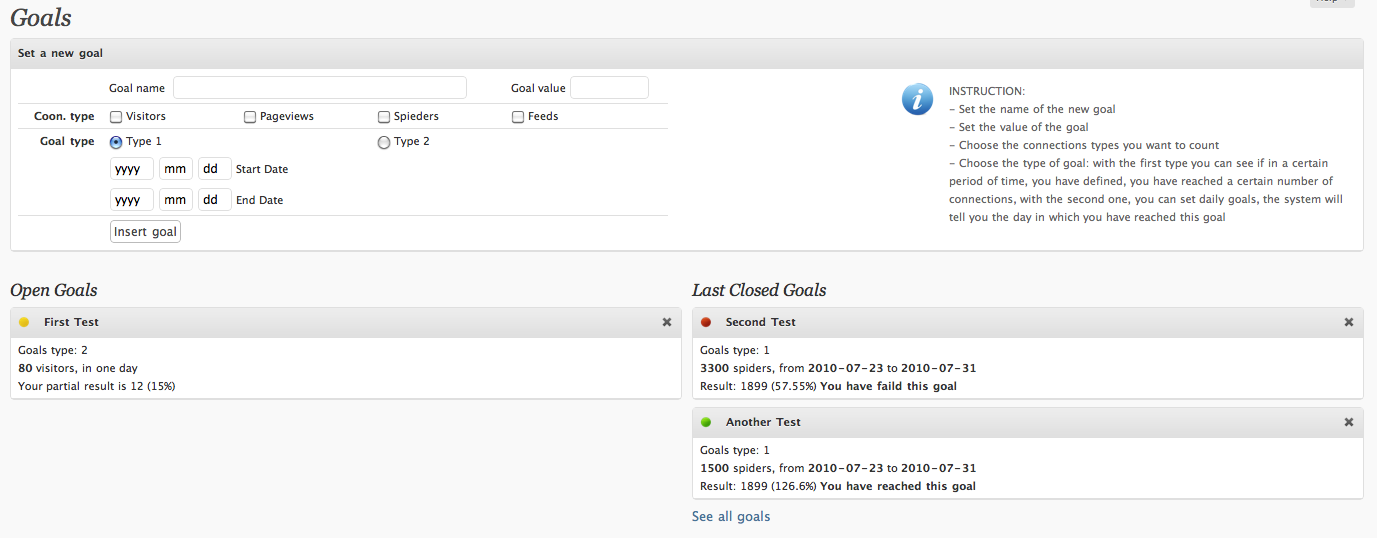 Help
Goals
Set a new goal
Goal name
Goal value
Coon. type
Visitors
Pageviews
Spieders
Feeds
Goal type
Type 1
Type 2
yyyy mm dd Start Date
yyyy mm dd End Date
Insert goal
INSTRUCTION:
- Set the name of the new goal
- Set the value of the goal
- Choose the connections types you want to count
- Choose the type of goal: with the first type you can see if in a certain
period of time, you have defined, you have reached a certain number of
connections, with the second one, you can set daily goals, the system will
tell you the day in which you have reached this goal
Open Goals
First Test
Goals type: 2
80 visitors, in one day
Your partial result is 12 (15%)
Last Closed Goals
Second Test
Goals type: 1
3300 spiders, from 2010-07-23 to 2010-07-31
Result: 1899 (57.55%) You have faild this goal
Another Test
Goals type: 1
1500 spiders, from 2010-07-23 to 2010-07-31
Result: 1899 (126.6%) You have reached this goal
See all goals